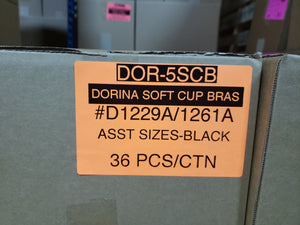 DOR-5SCB
DORINA SOFT CUP BRAS
#D1229A/1261A
ASST SIZES-BLACK
36 PCS/CTN